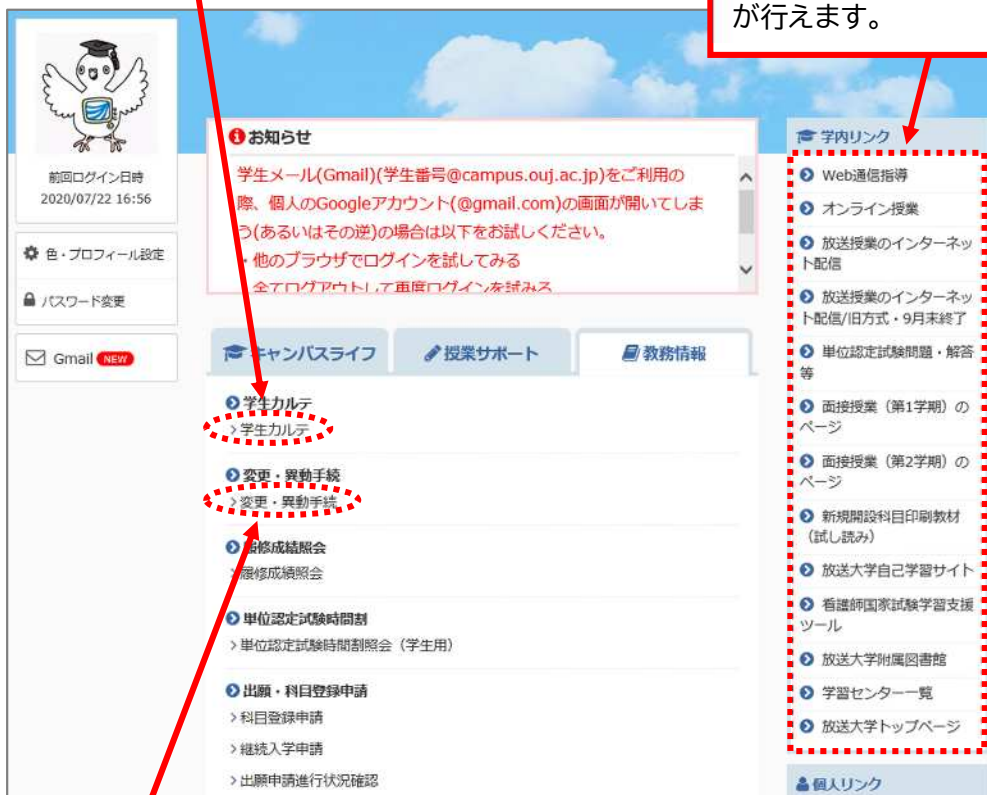 が行えます。
前回ログイン日時
2020/07/22 16:56
色・プロフィール設定
パスワード変更
Gmail NEW
お知らせ
学生メール(Gmail)(学生番号@campus.ouj.ac.jp)をご利用の
際、個人のGoogleアカウント(@gmail.com)の画面が開いてしま
う(あるいはその逆)の場合は以下をお試しください。
・他のブラウザでログインを試してみる
全てログアウトして再度ログインを試みる
キャンパスライフ
授業サポート
教務情報
学生カルテ
>学生カルテ
変更・異動手続
>変更・異動手続
履修成績照会
>履修成績照会
単位認定試験時間割
>単位認定試験時間割照会（学生用）
出願・科目登録申請
>科目登録申請
>継続入学申請
>出願申請進行状況確認
学内リンク
Web通信指導
オンライン授業
放送授業のインターネッ
ト配信
放送授業のインターネッ
ト配信/旧方式・9月末終了
単位認定試験問題・解答
等
面接授業（第1学期）の
ページ
面接授業（第2学期）の
ページ
新規開設科目印刷教材
（試し読み）
放送大学自己学習サイト
看護師国家試験学習支援
ツール
放送大学附属図書館
学習センター一覧
放送大学トップページ
個人リンク